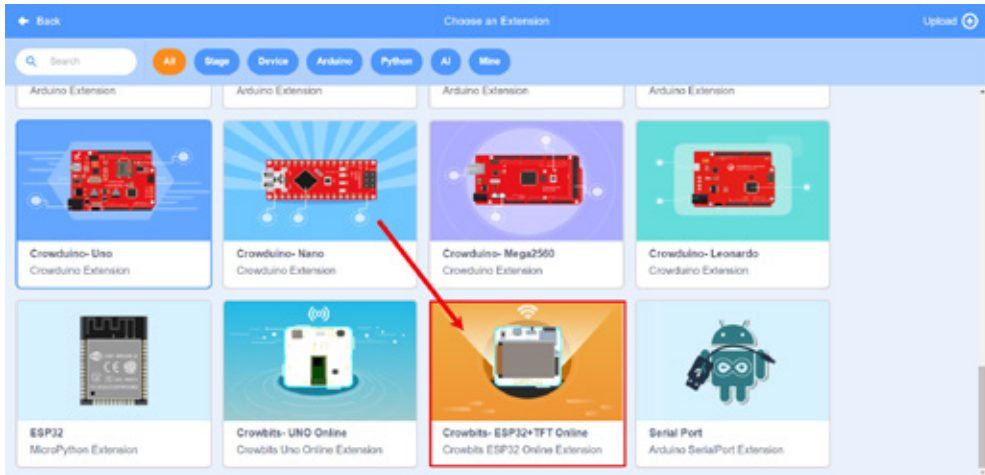 Back
Choose an Extension
Upload
Search
All
Stage
Device
Arduino
Python
AI
Mine
Arduino Extension
Arduino Extension
Arduino Extension
Arduino Extension
Crowduino- Uno
Crowduino Extension
Crowduino- Nano
Crowduino Extension
Crowduino- Mega2560
Crowduino Extension
Crowduino- Leonardo
Crowduino Extension
ESP32
MicroPython Extension
Crowbits- UNO Online
Crowbits Uno Online Extension
Crowbits- ESP32+TFT Online
Crowbits ESP32 Online Extension
Serial Port
Arduino SerialPort Extension